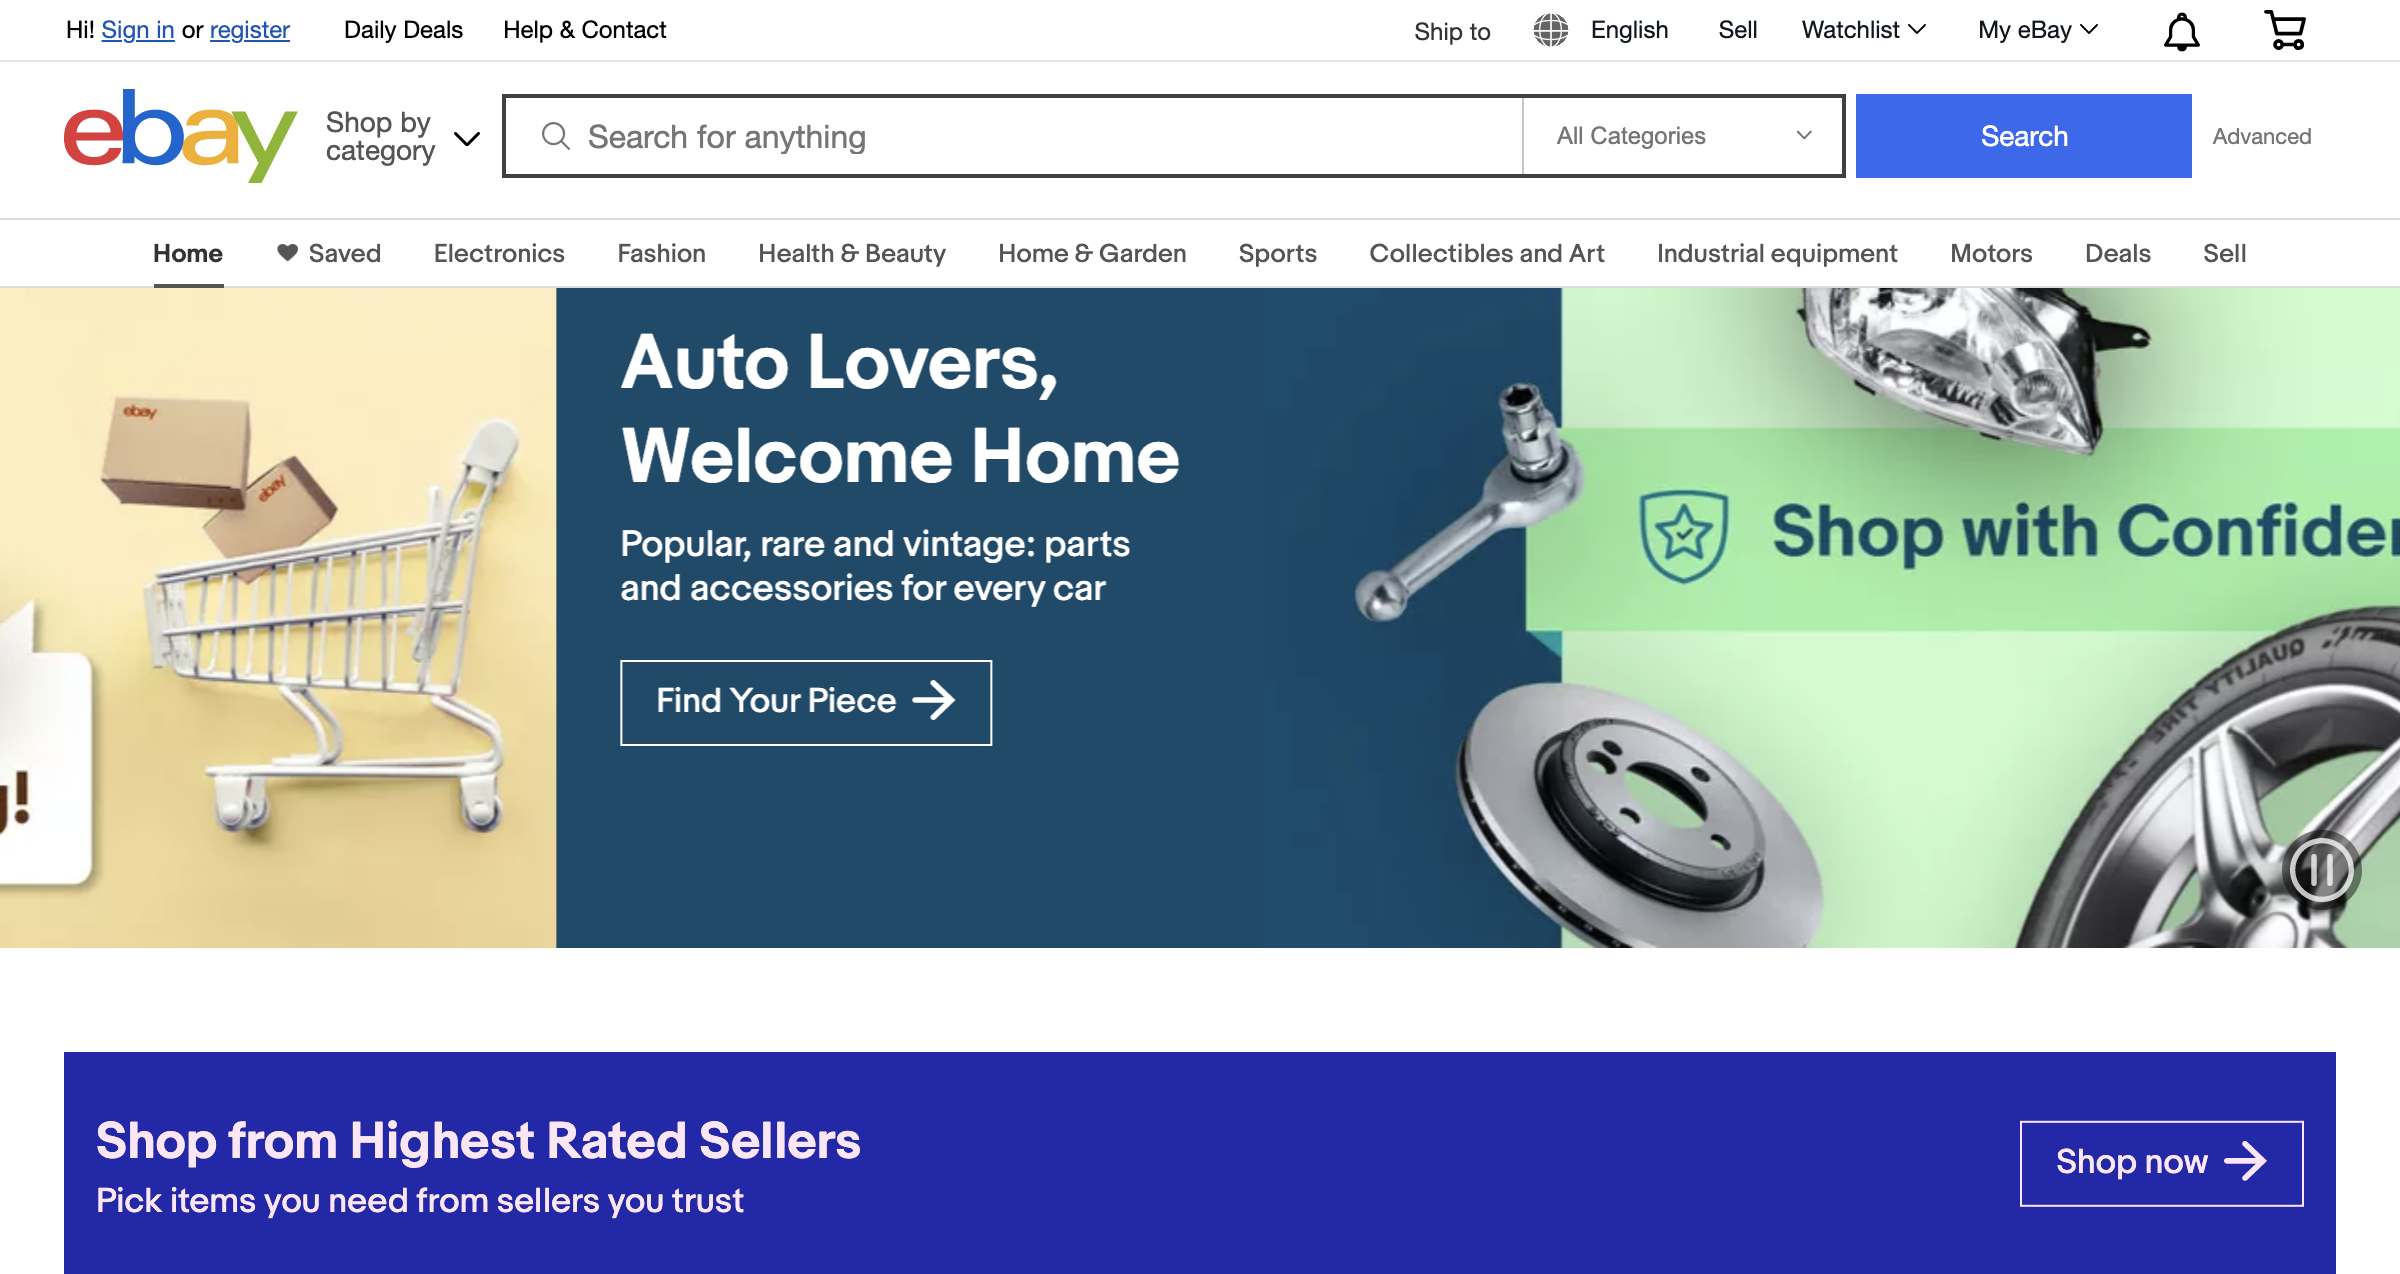 Hi! Sign in or register Daily Deals Help & Contact Ship to English Sell Watchlist My eBay
ebay
Shop by
category
Search for anything
All Categories
Search
Advanced
Home Saved Electronics Fashion Health & Beauty Home & Garden Sports Collectibles and Art Industrial equipment Motors Deals Sell
ebay
ebay
!
Auto Lovers,
Welcome Home
Popular, rare and vintage: parts
and accessories for every car
Find Your Piece
Shop with Confiden
QUALITY TIRE
Shop from Highest Rated Sellers
Pick items you need from sellers you trust
Shop now